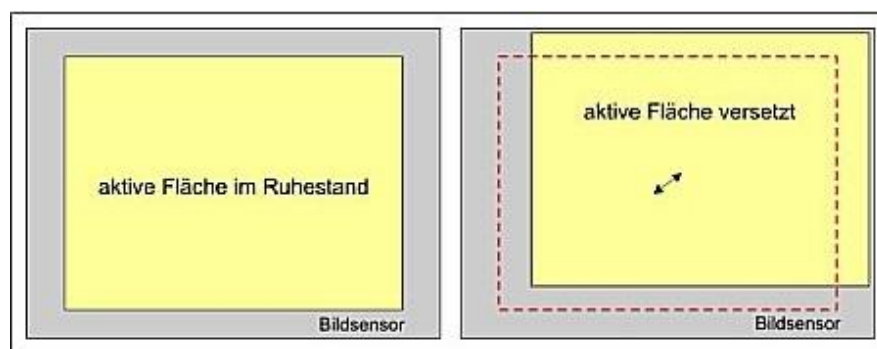 aktive Fläche im Ruhestand
Bildsensor
aktive Fläche versetzt
Bildsensor